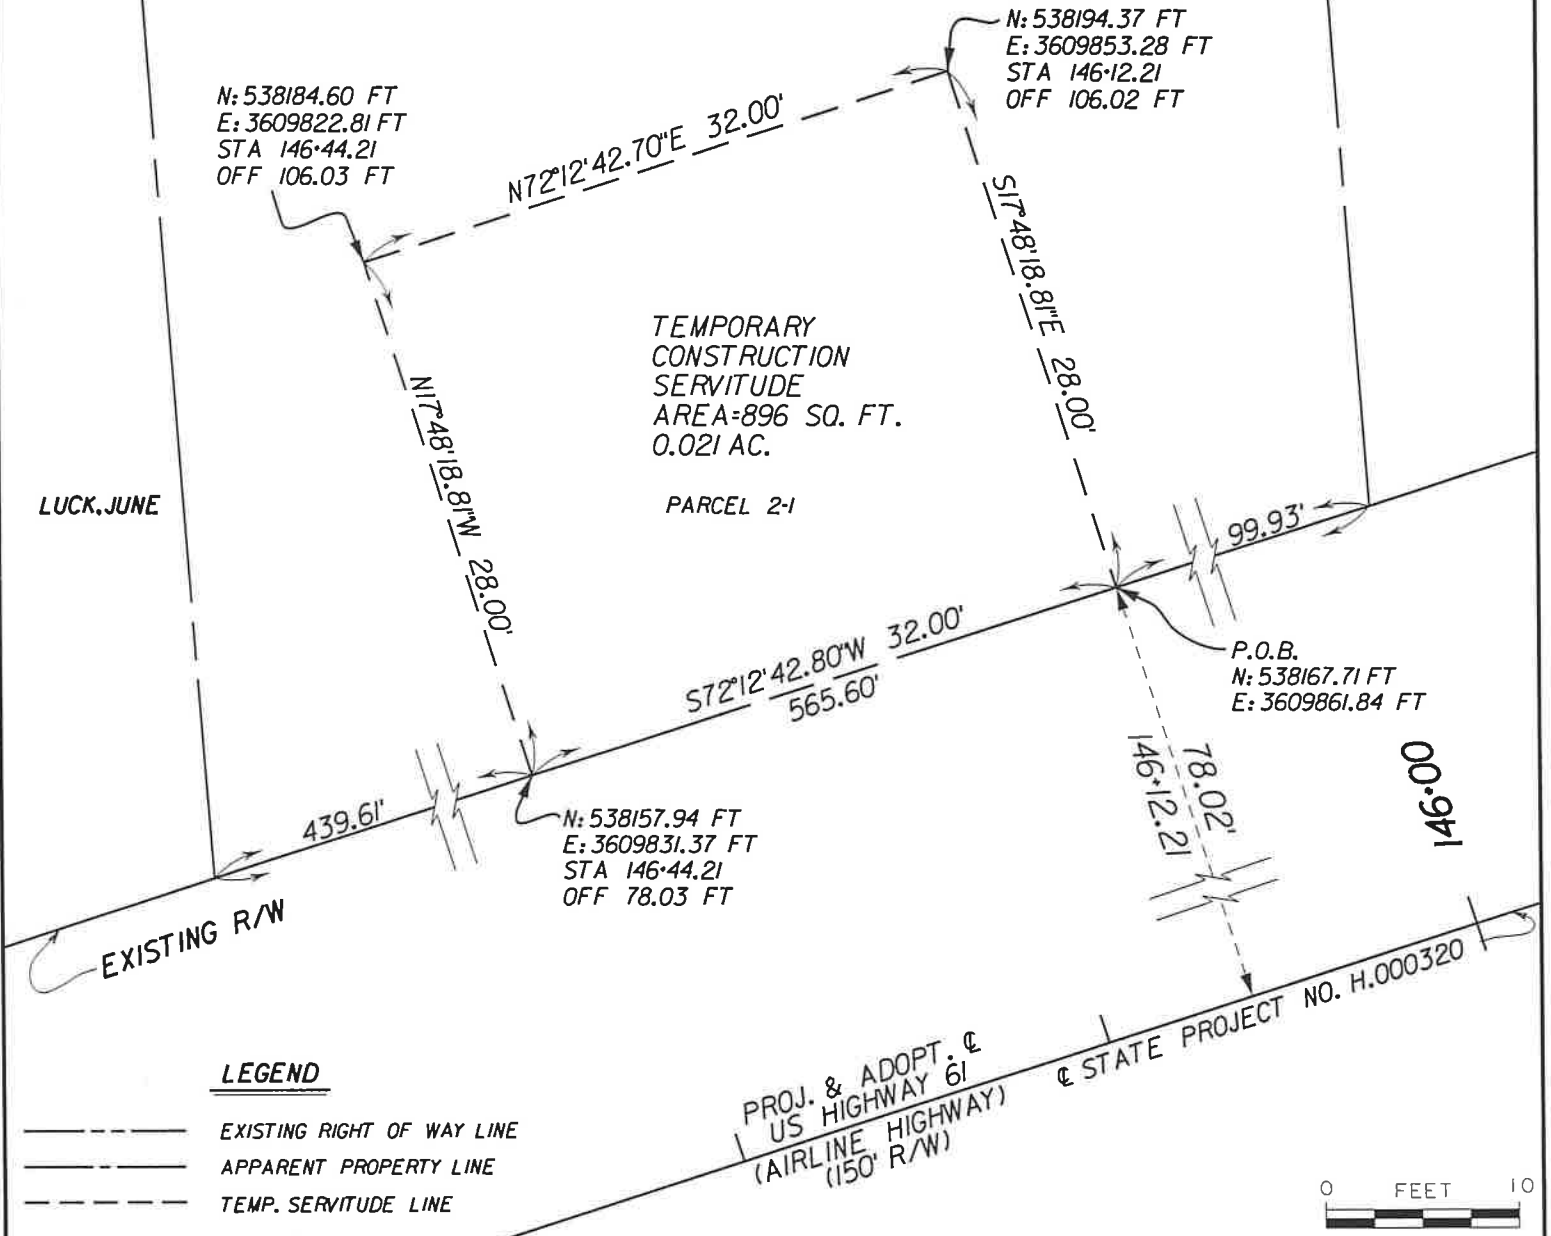 N: 538194.37 FT
E: 3609853.28 FT
STA 146+12.21
OFF 106.02 FT
N: 538184.60 FT
E: 3609822.81 FT
STA 146+44.21
OFF 106.03 FT
N72°12'42.70"E 32.00'
S17°48'18.81"E 28.00'
TEMPORARY
CONSTRUCTION
SERVITUDE
AREA=896 SQ. FT.
0.021 AC.
PARCEL 2-1
N17°48'18.81"W 28.00'
LUCK, JUNE
99.93'
S72°12'42.80"W 32.00'
565.60'
P.O.B.
N: 538167.71 FT
E: 3609861.84 FT
78.02'
146+12.21
146+00
439.61'
N: 538157.94 FT
E: 3609831.37 FT
STA 146+44.21
OFF 78.03 FT
EXISTING R/W
℄ STATE PROJECT NO. H.000320
PROJ. & ADOPT. ℄
US HIGHWAY 61
(AIRLINE HIGHWAY)
(150' R/W)
LEGEND
EXISTING RIGHT OF WAY LINE
APPARENT PROPERTY LINE
TEMP. SERVITUDE LINE
0 FEET 10